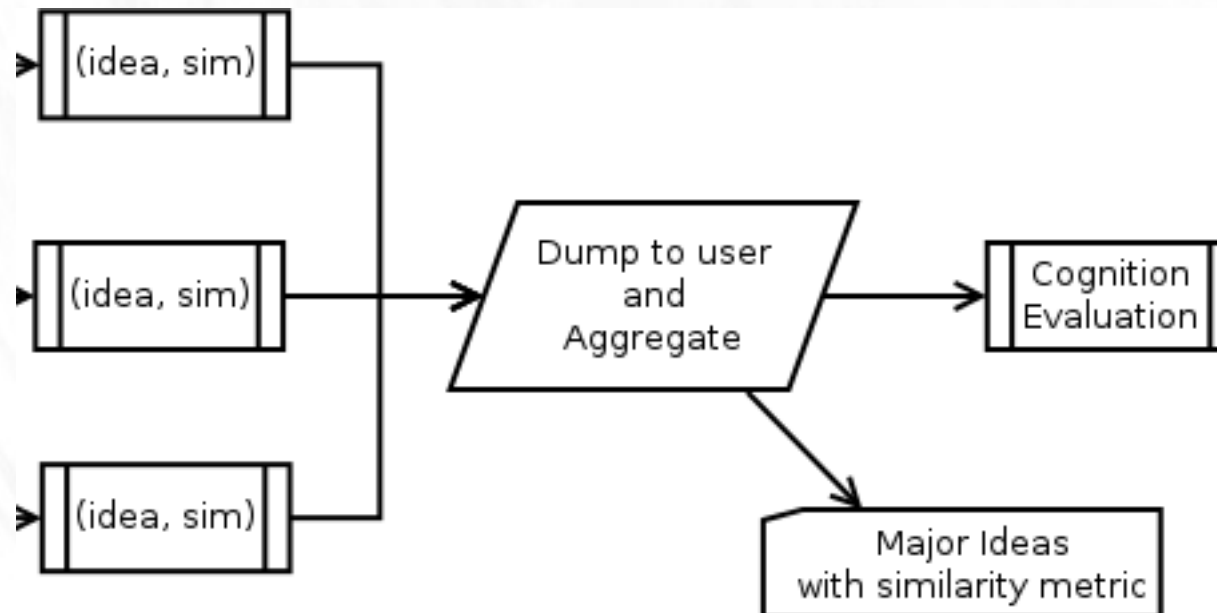 (idea, sim)
(idea, sim)
(idea, sim)
Dump to user
and
Aggregate
Cognition
Evaluation
Major Ideas
with similarity metric